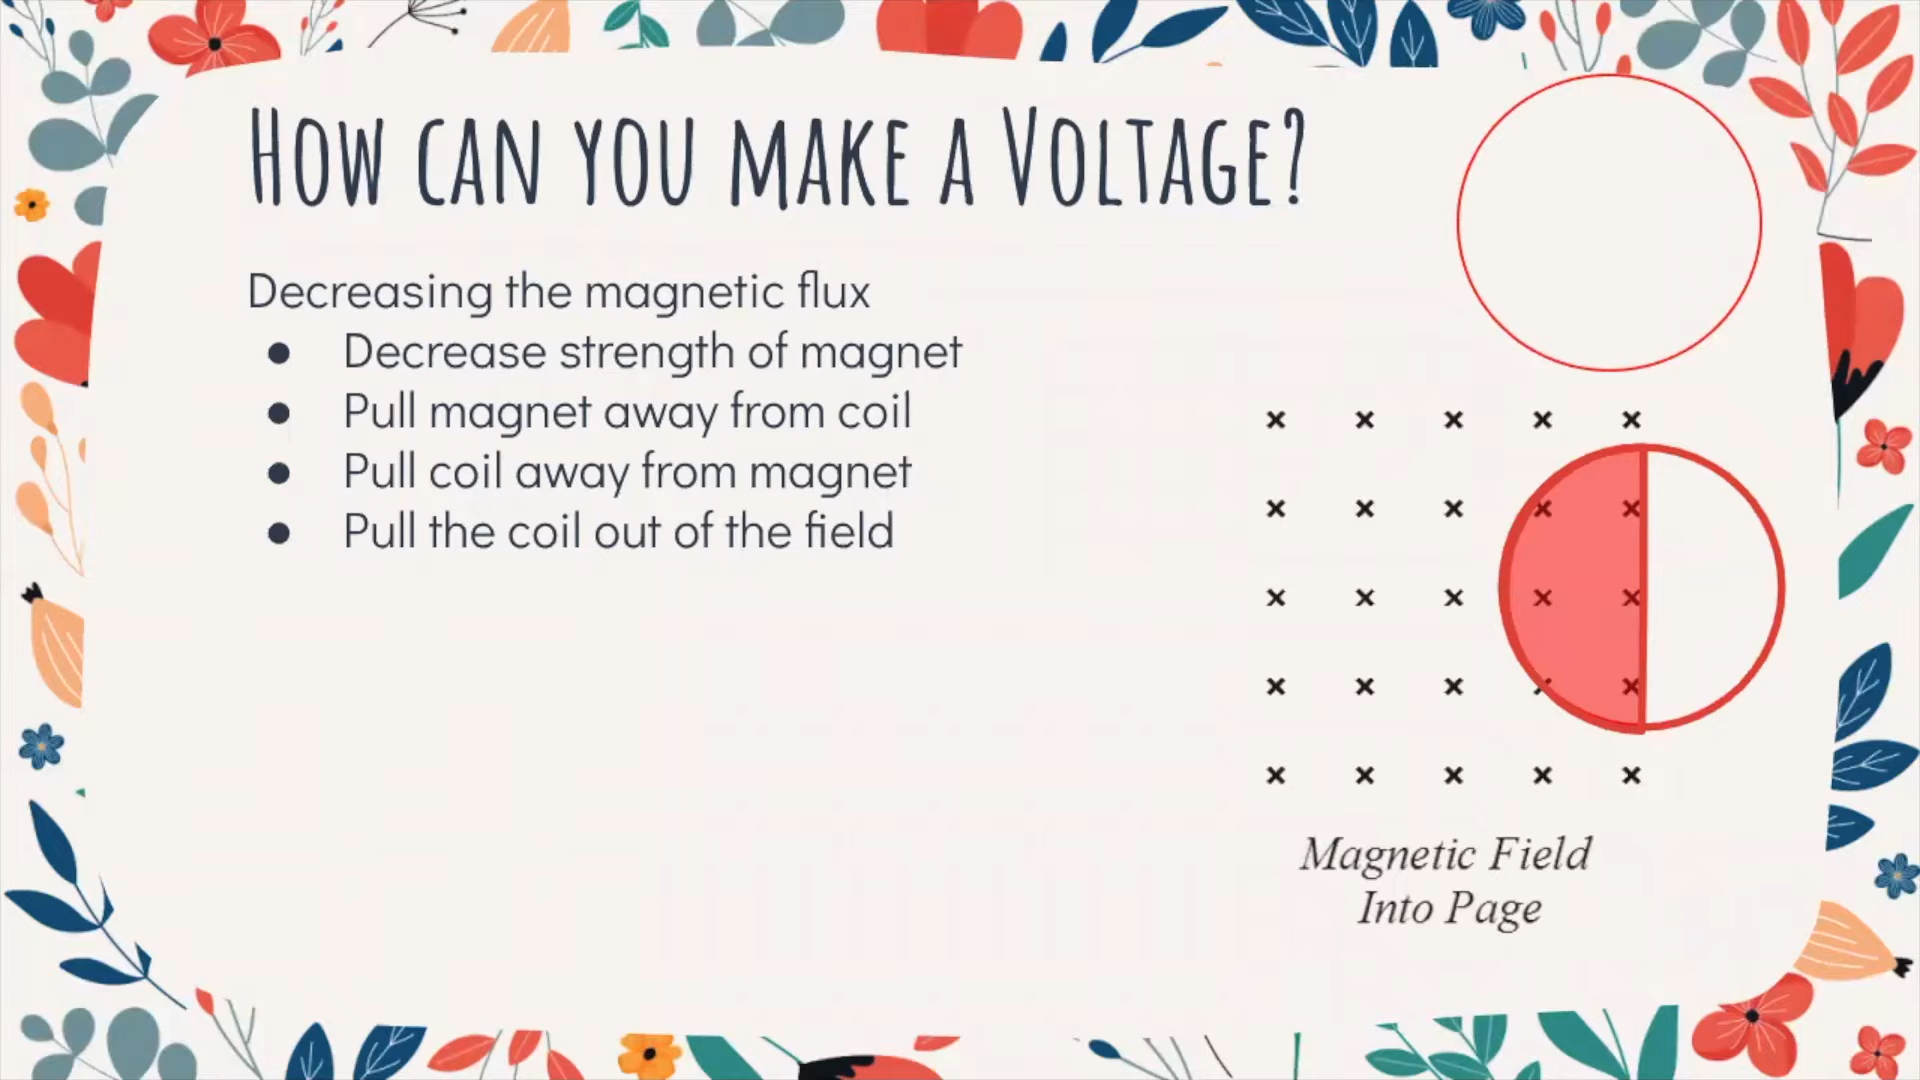 How can you make a Voltage?
Decreasing the magnetic flux
● Decrease strength of magnet
● Pull magnet away from coil
● Pull coil away from magnet
● Pull the coil out of the field
× × × × ×
× × × × ×
× × × × ×
× × × × ×
× × × × ×
Magnetic Field
Into Page